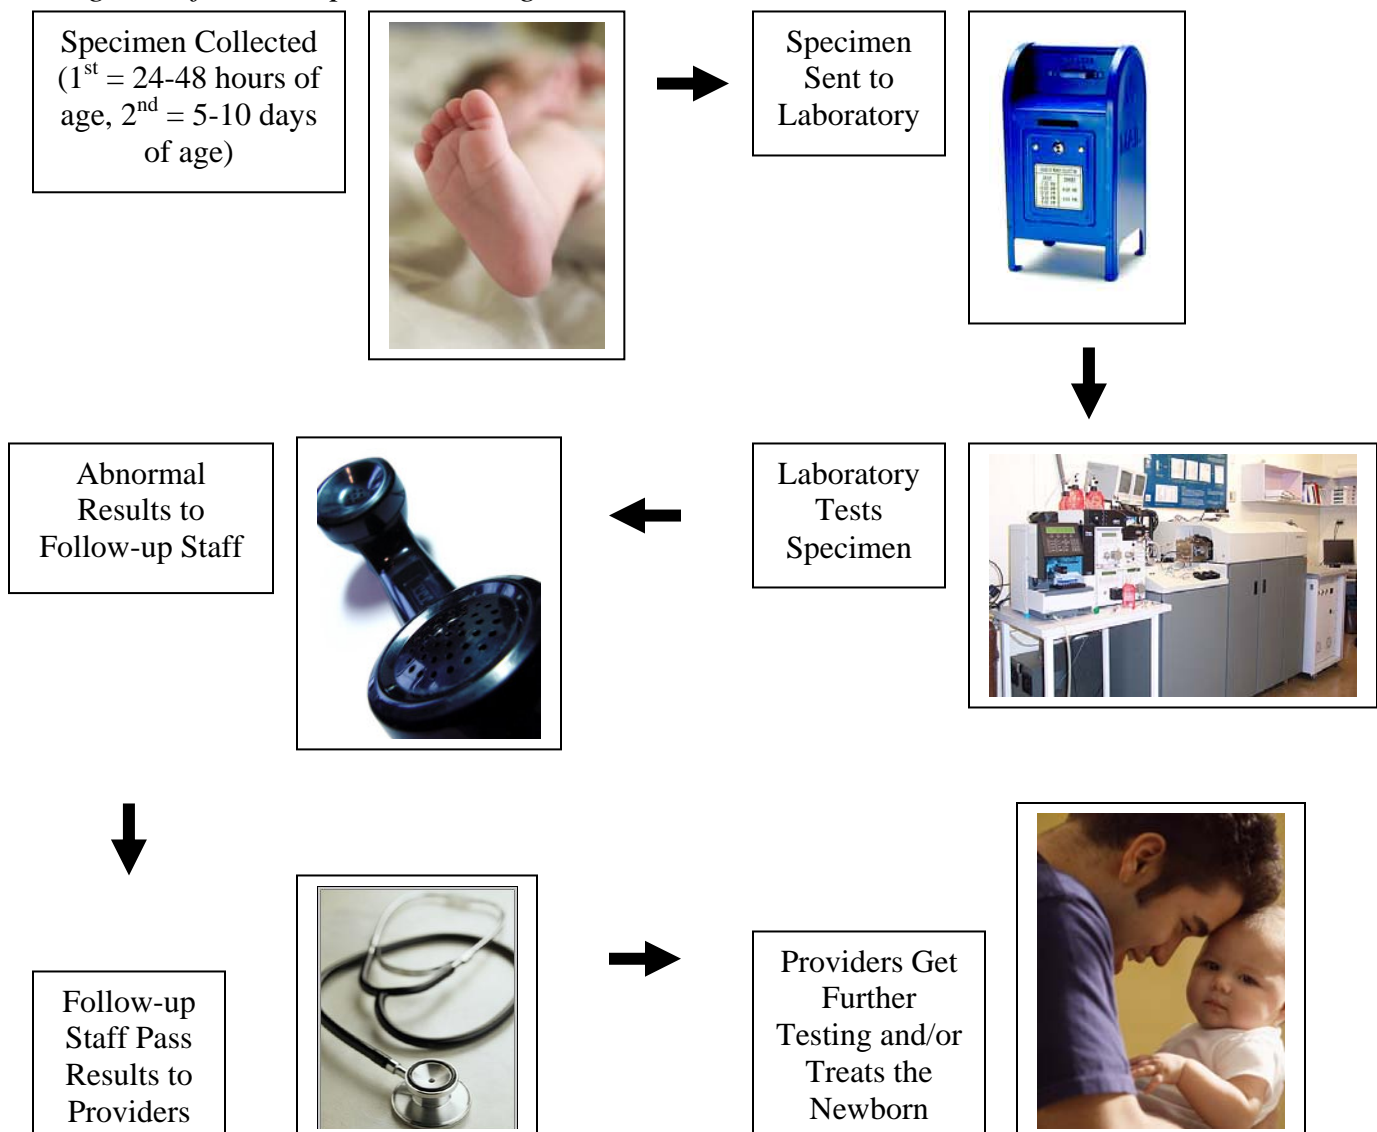 Specimen Collected
(1st = 24-48 hours of
age, 2nd = 5-10 days
of age)
Specimen
Sent to
Laboratory
Laboratory
Tests
Specimen
Abnormal
Results to
Follow-up Staff
Follow-up
Staff Pass
Results to
Providers
Providers Get
Further
Testing and/or
Treats the
Newborn